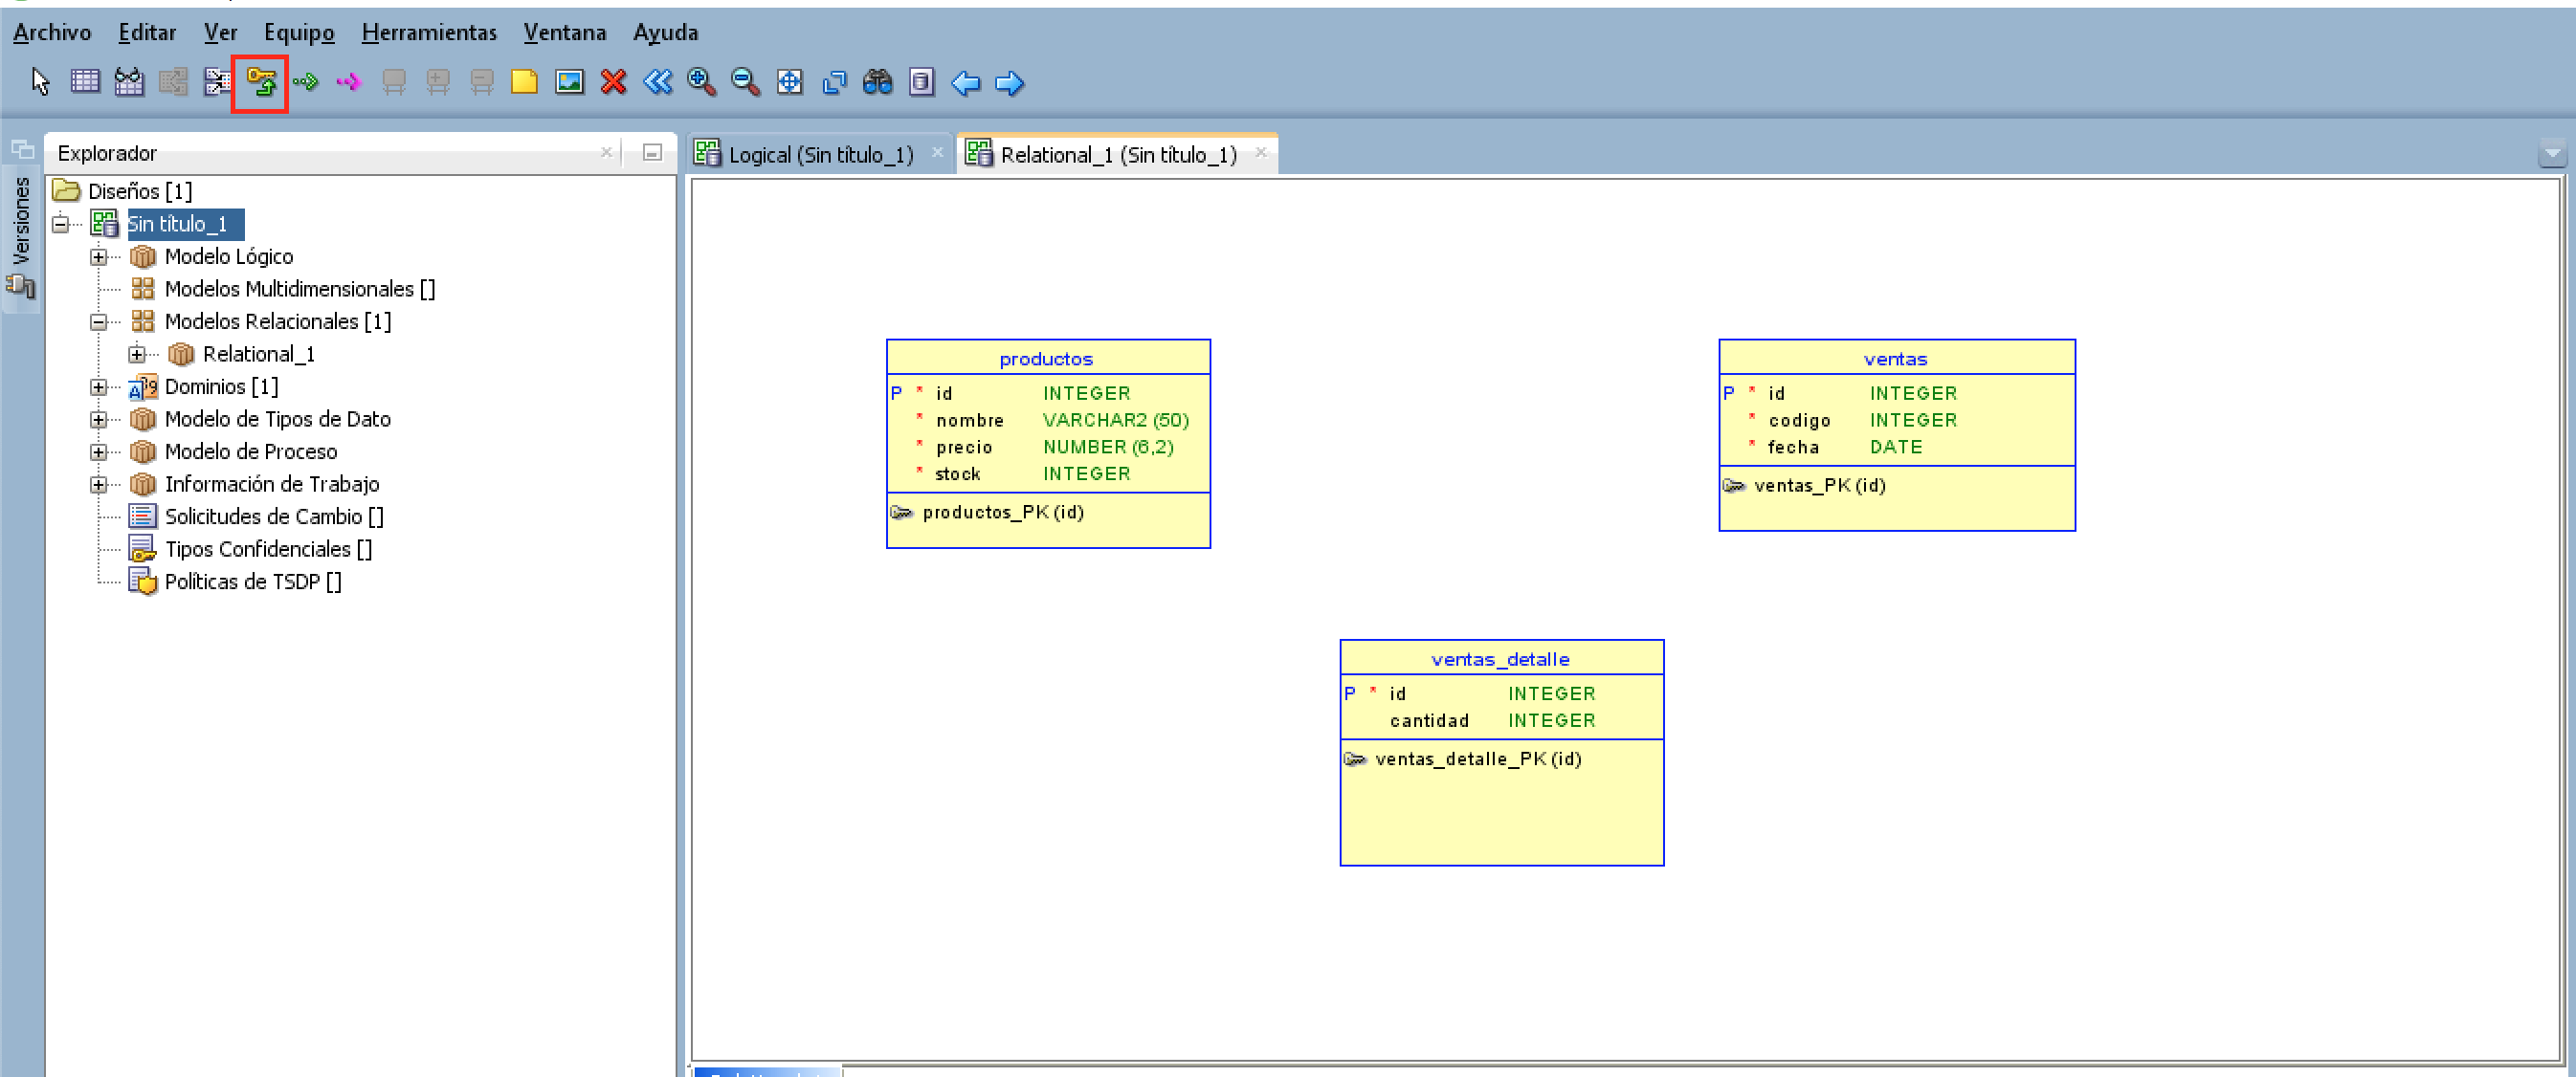 Archivo Editar Ver Equipo Herramientas Ventana Ayuda
Versiones
Explorador
Diseños [1]
Sin título_1
Modelo Lógico
Modelos Multidimensionales []
Modelos Relacionales [1]
Relational_1
Dominios [1]
Modelo de Tipos de Dato
Modelo de Proceso
Información de Trabajo
Solicitudes de Cambio []
Tipos Confidenciales []
Políticas de TSDP []
Logical (Sin título_1) Relational_1 (Sin título_1)
productos
P * id INTEGER
* nombre VARCHAR2 (50)
* precio NUMBER (6,2)
* stock INTEGER
productos_PK (id)
ventas
P * id INTEGER
* codigo INTEGER
* fecha DATE
ventas_PK (id)
ventas_detalle
P * id INTEGER
cantidad INTEGER
ventas_detalle_PK (id)